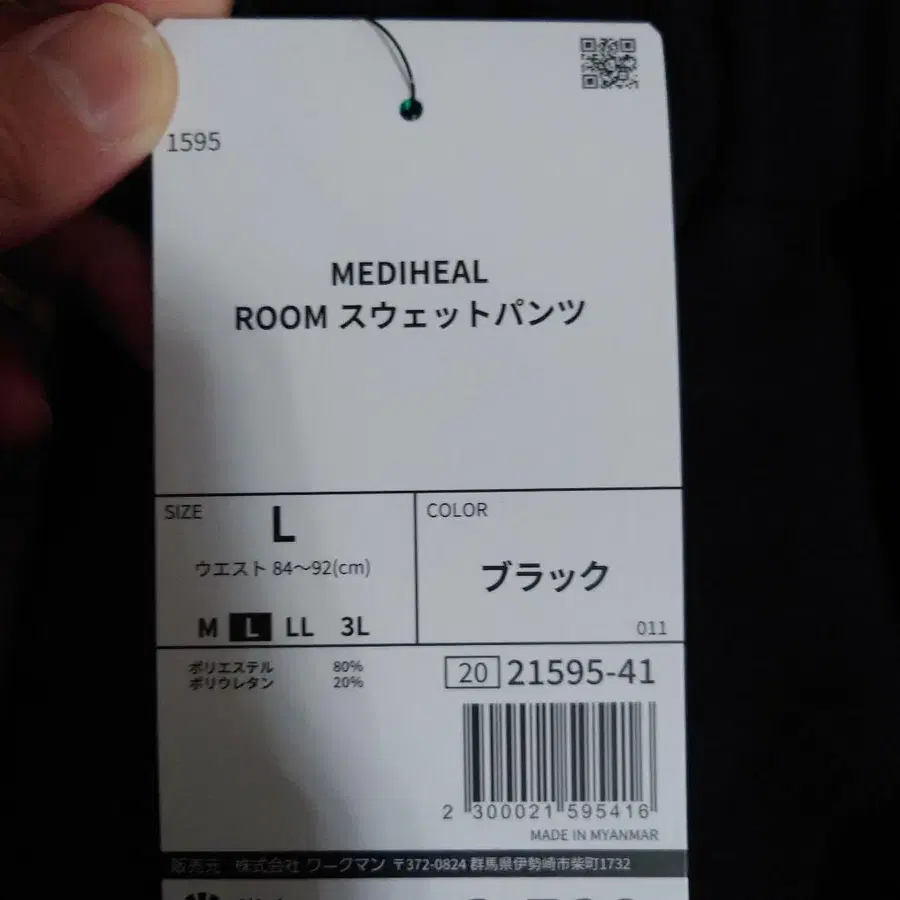 1595
MEDIHEAL
ROOM スウェットパンツ
SIZE
L
ウエスト 84～92(cm)
M L LL 3L
COLOR
ブラック
011
ポリエステル 80%
ポリウレタン 20%
20 21595-41
2 300021 595416
MADE IN MYANMAR
販売元 株式会社 ワークマン 〒372-0824 群馬県伊勢崎市柴町1732